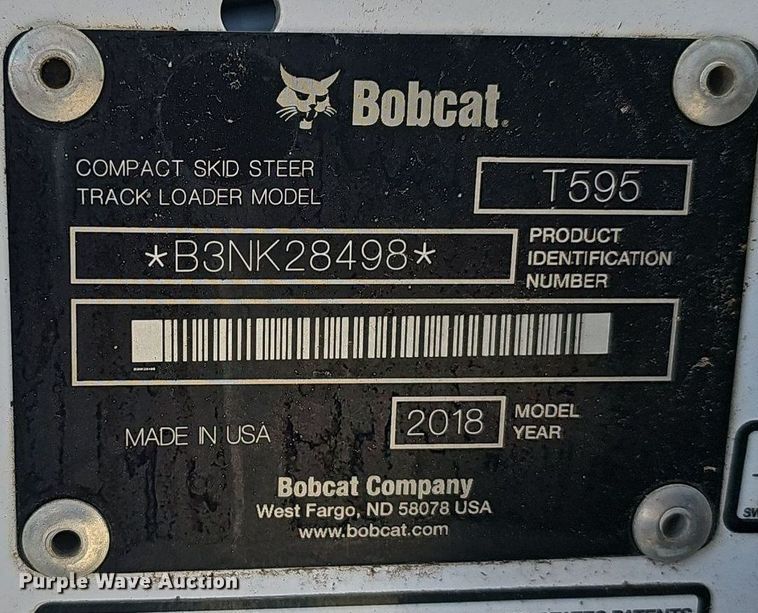 Bobcat®
COMPACT SKID STEER
TRACK LOADER MODEL
T595
*B3NK28498*
PRODUCT
IDENTIFICATION
NUMBER
B3NK28498
MADE IN USA
2018
MODEL
YEAR
Bobcat Company
West Fargo, ND 58078 USA
www.bobcat.com
Purple Wave Auction